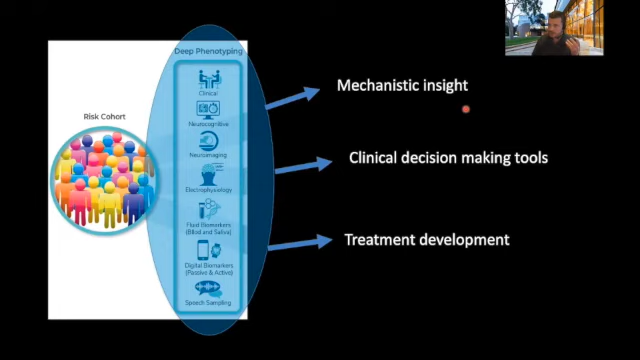 Deep Phenotyping
Clinical
Neurocognitive
Neuroimaging
Electrophysiology
Fluid Biomarkers
(Blood and Saliva)
Digital Biomarkers
(Passive & Active)
Speech Sampling
Risk Cohort
Mechanistic insight
Clinical decision making tools
Treatment development